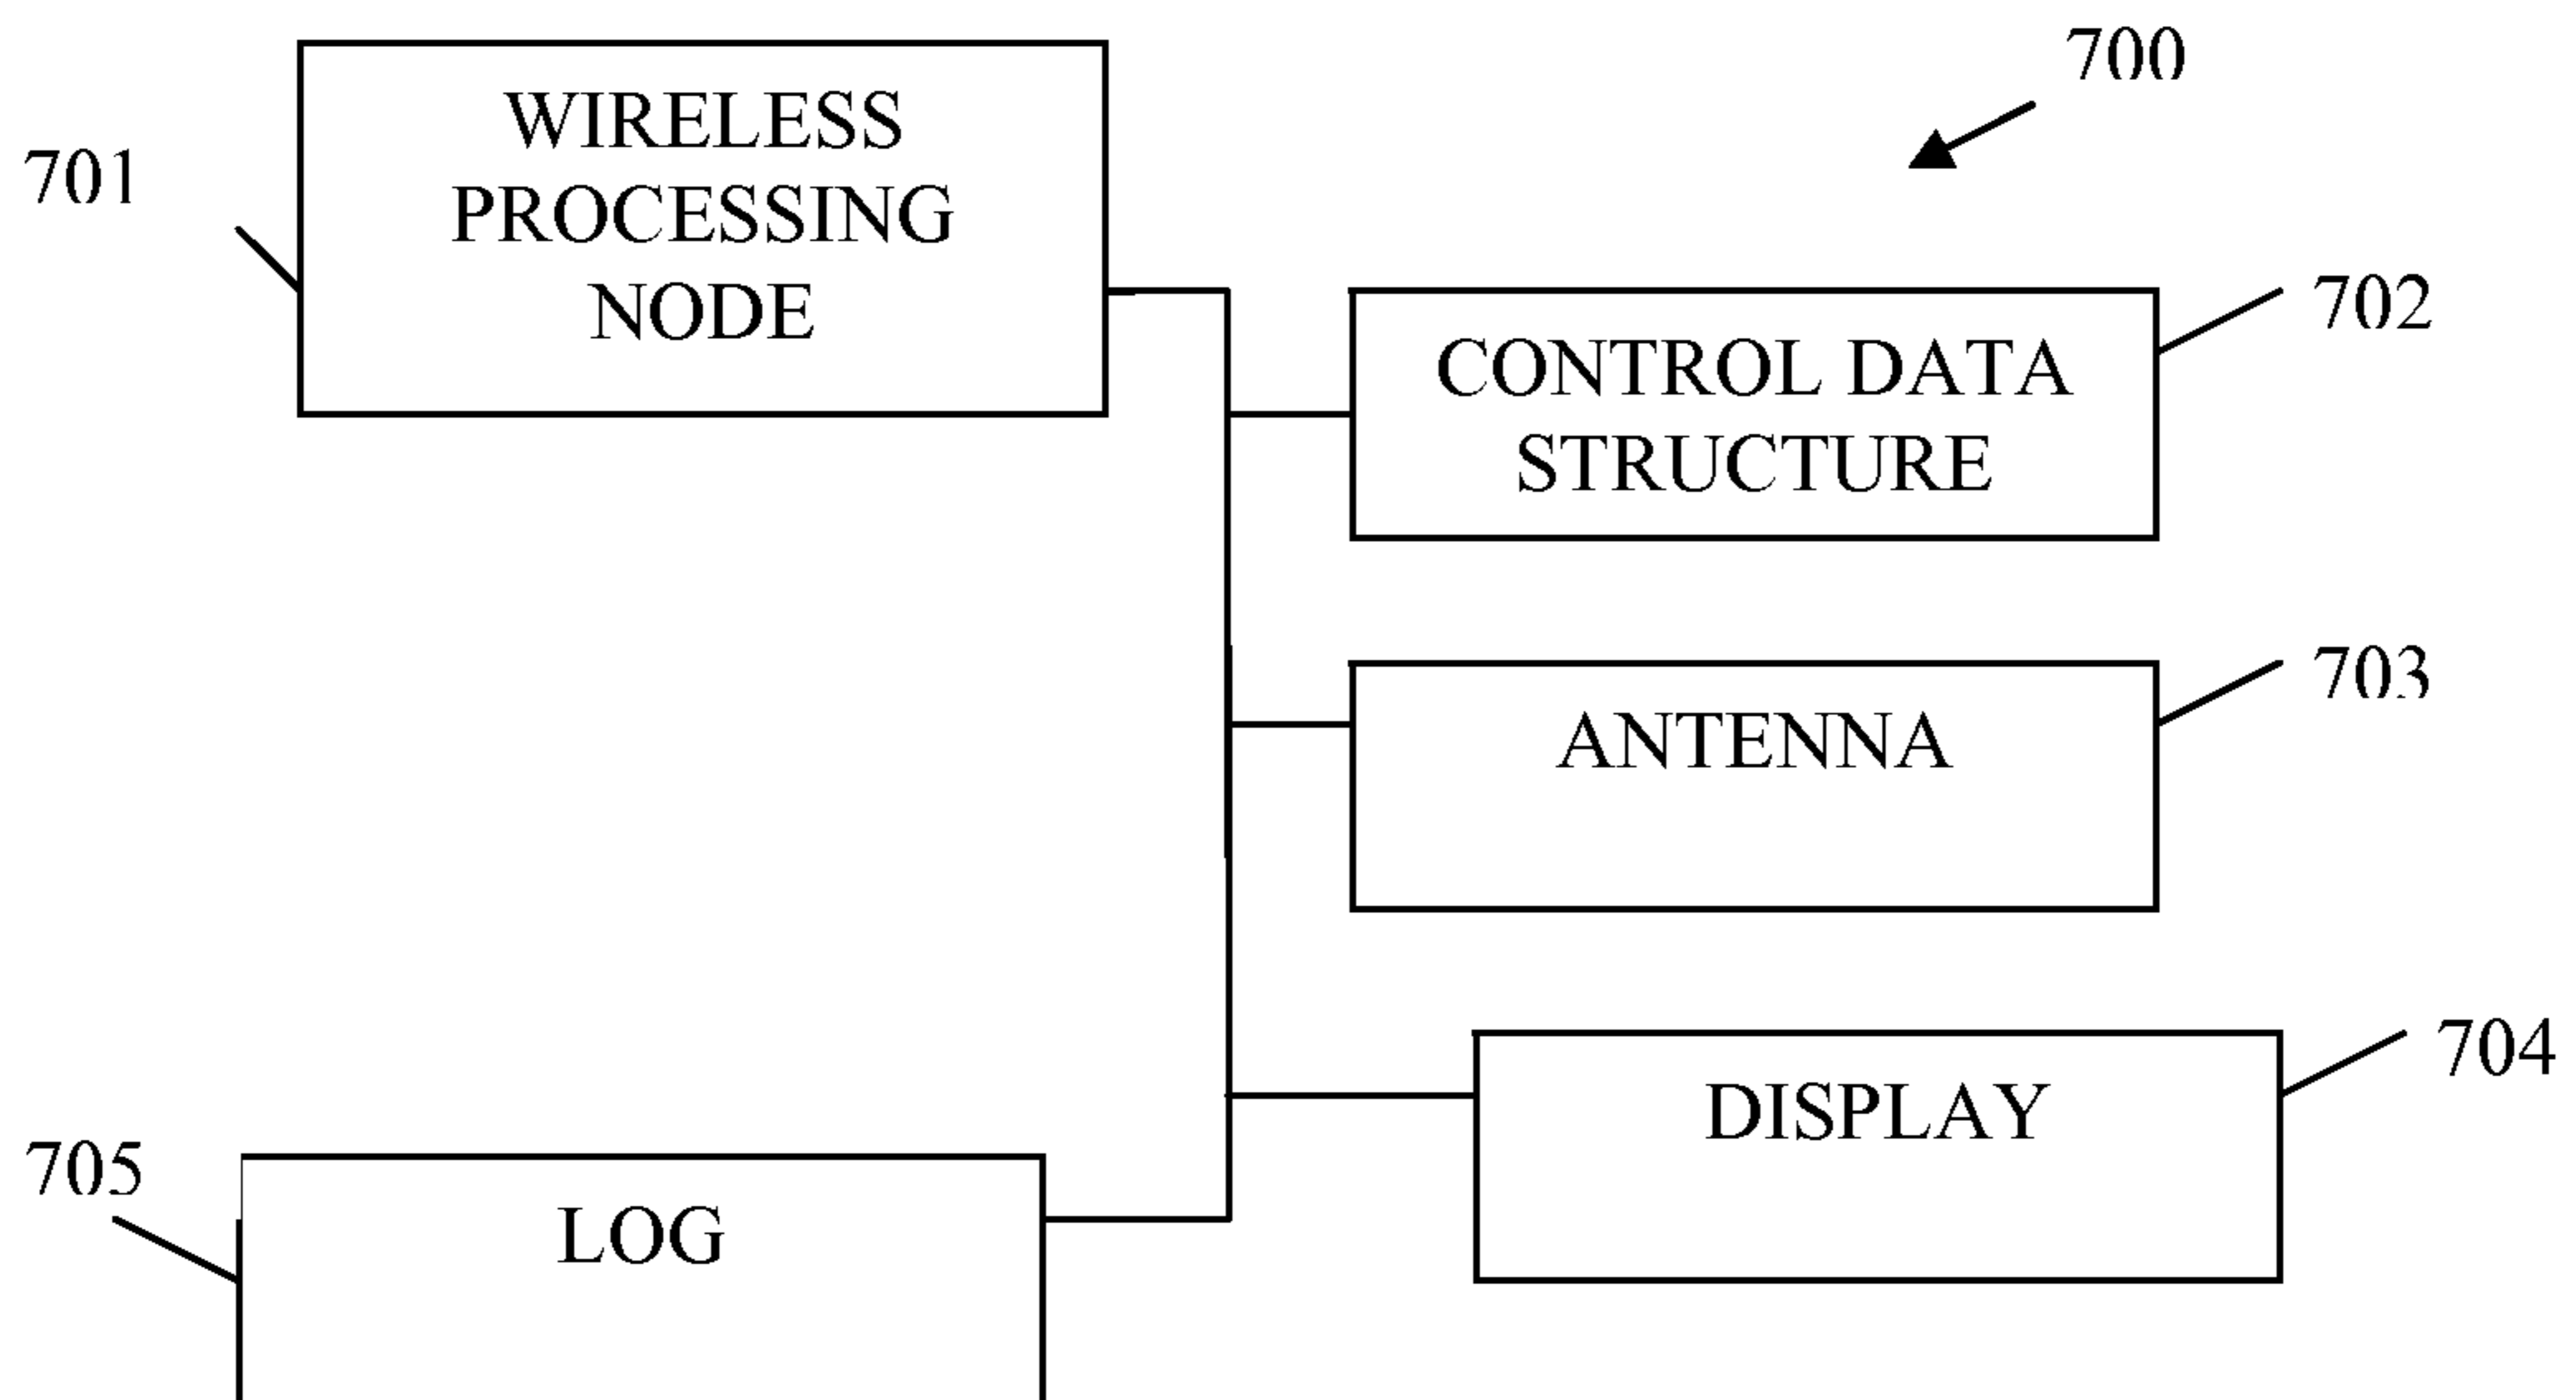 700
WIRELESS
PROCESSING
NODE
701
702
CONTROL DATA
STRUCTURE
703
ANTENNA
704
DISPLAY
705
LOG